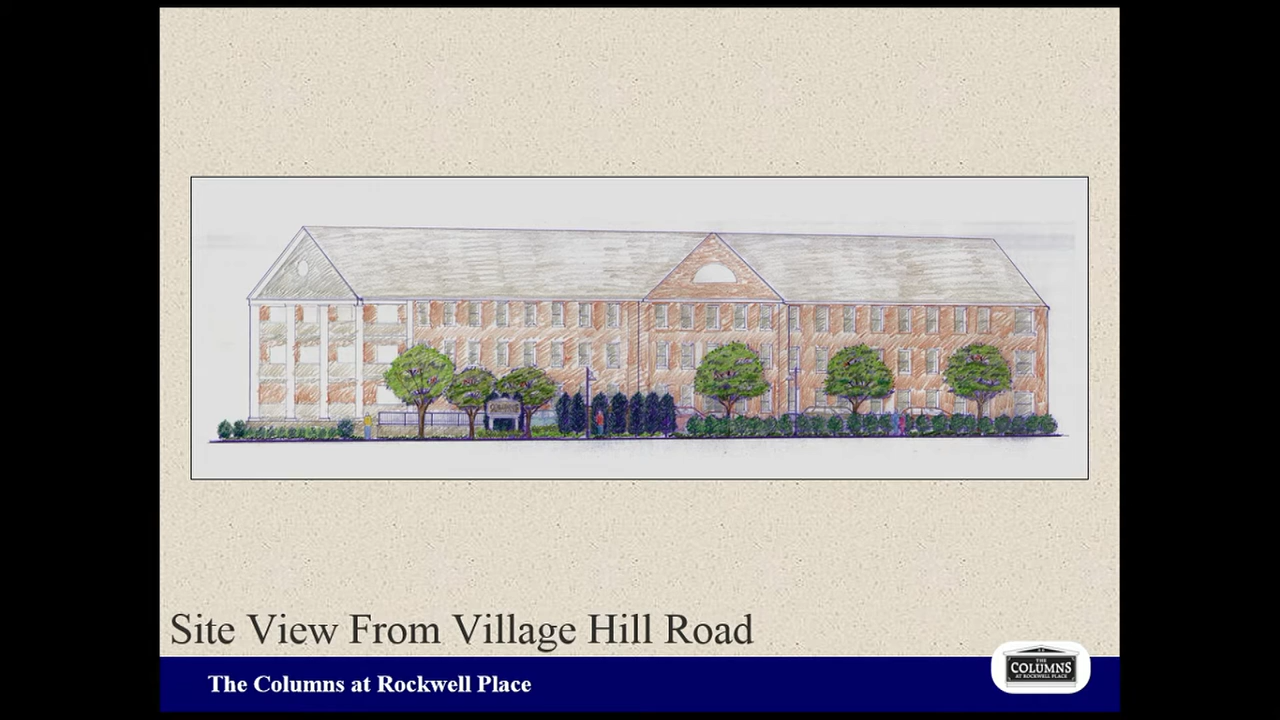 Site View From Village Hill Road
The Columns at Rockwell Place
THE
COLUMNS
AT ROCKWELL PLACE